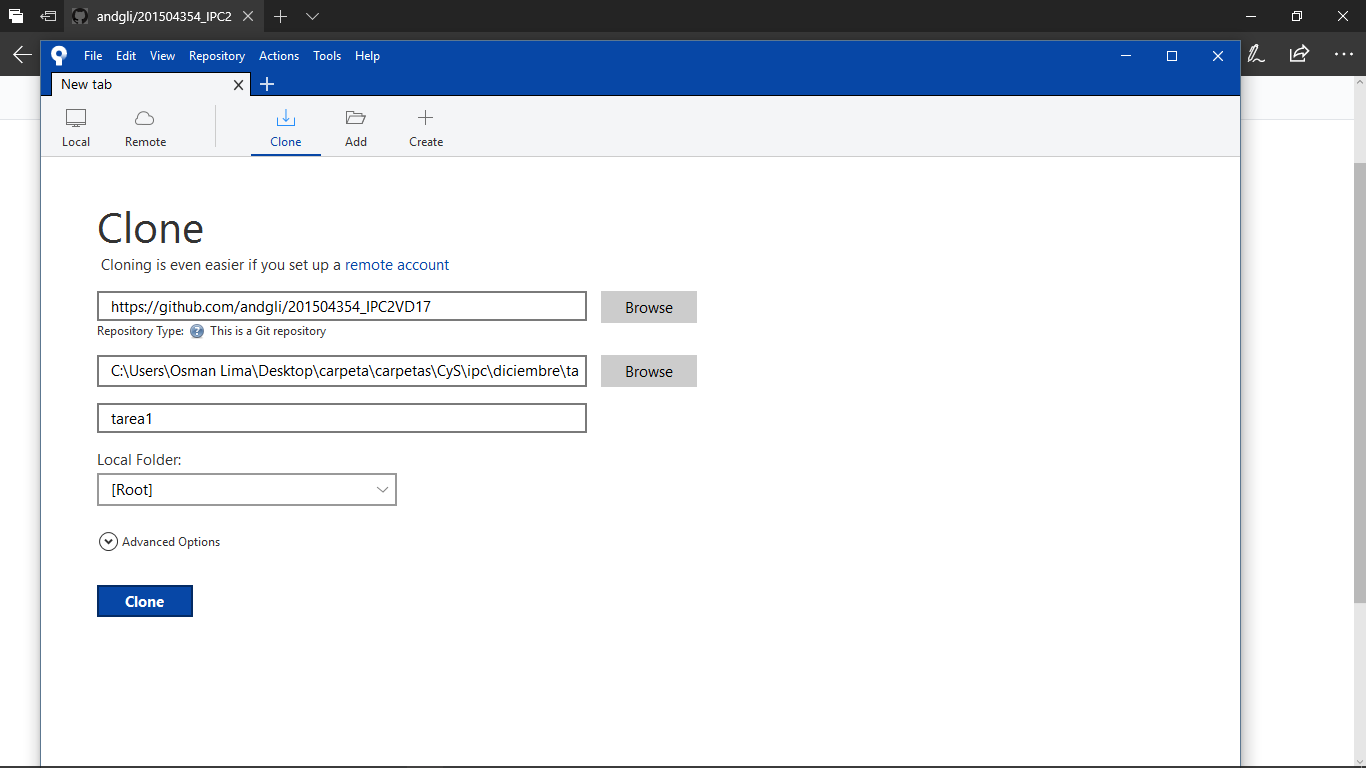 andgli/201504354_IPC2
File Edit View Repository Actions Tools Help
New tab
Local Remote Clone Add Create
Clone
Cloning is even easier if you set up a remote account
https://github.com/andgli/201504354_IPC2VD17 Browse
Repository Type: ? This is a Git repository
C:\Users\Osman Lima\Desktop\carpeta\carpetas\CyS\ipc\diciembre\ta Browse
tarea1
Local Folder:
[Root]
Advanced Options
Clone